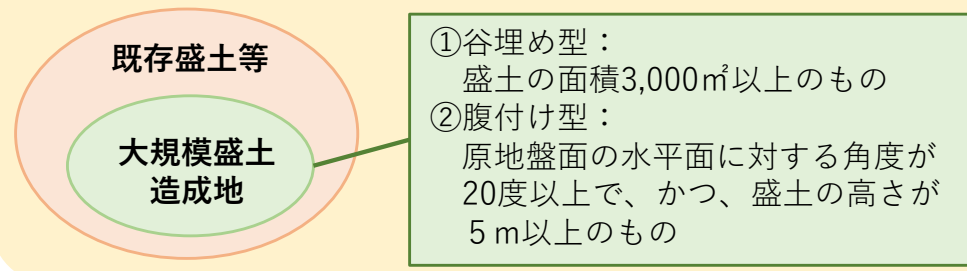 既存盛土等
大規模盛土
造成地
①谷埋め型：
盛土の面積3,000㎡以上のもの
②腹付け型：
原地盤面の水平面に対する角度が
20度以上で、かつ、盛土の高さが
５m以上のもの